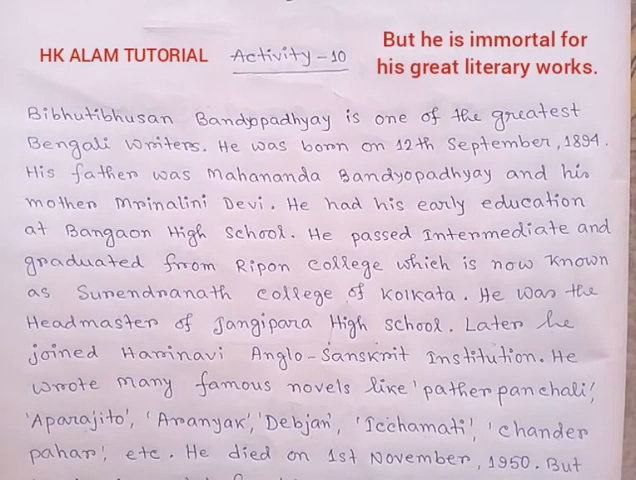 HK ALAM TUTORIAL Activity - 10
But he is immortal for
his great literary works.
Bibhutibhusan Bandyopadhyay is one of the greatest
Bengali writers. He was born on 12th September, 1894.
His father was Mahananda Bandyopadhyay and his
mother Mrinalini Devi. He had his early education
at Bangaon High School. He passed Intermediate and
graduated from Ripon College which is now known
as Surendranath College of Kolkata. He was the
Headmaster of Jangipara High School. Later he
joined Harinavi Anglo-Sanskrit Institution. He
wrote many famous novels like 'patherpanchali',
'Aparajito', 'Aranyak', 'Debjan', 'Icchamati', 'chander
pahar', etc. He died on 1st November, 1950. But